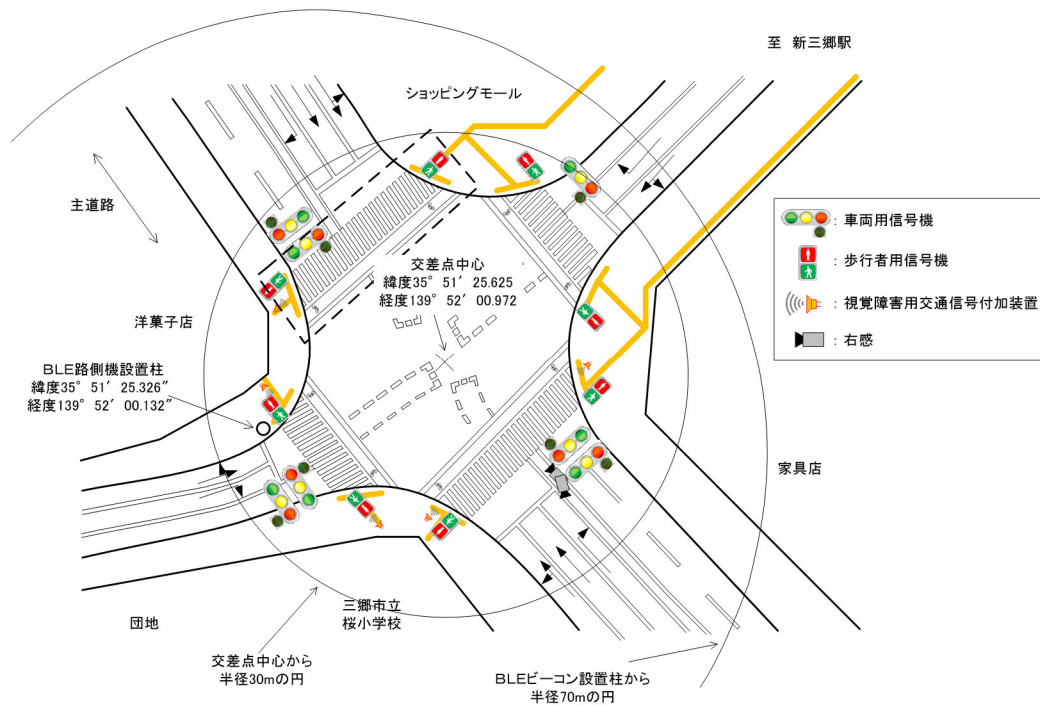 至 新三郷駅
ショッピングモール
主道路
交差点中心
緯度35° 51′ 25.625
経度139° 52′ 00.972
: 車両用信号機
: 歩行者用信号機
: 視覚障害用交通信号付加装置
: 右感
洋菓子店
BLE路側機設置柱
緯度35° 51′ 25.326″
経度139° 52′ 00.132″
家具店
団地
三郷市立
桜小学校
交差点中心から
半径30mの円
BLEビーコン設置柱から
半径70mの円